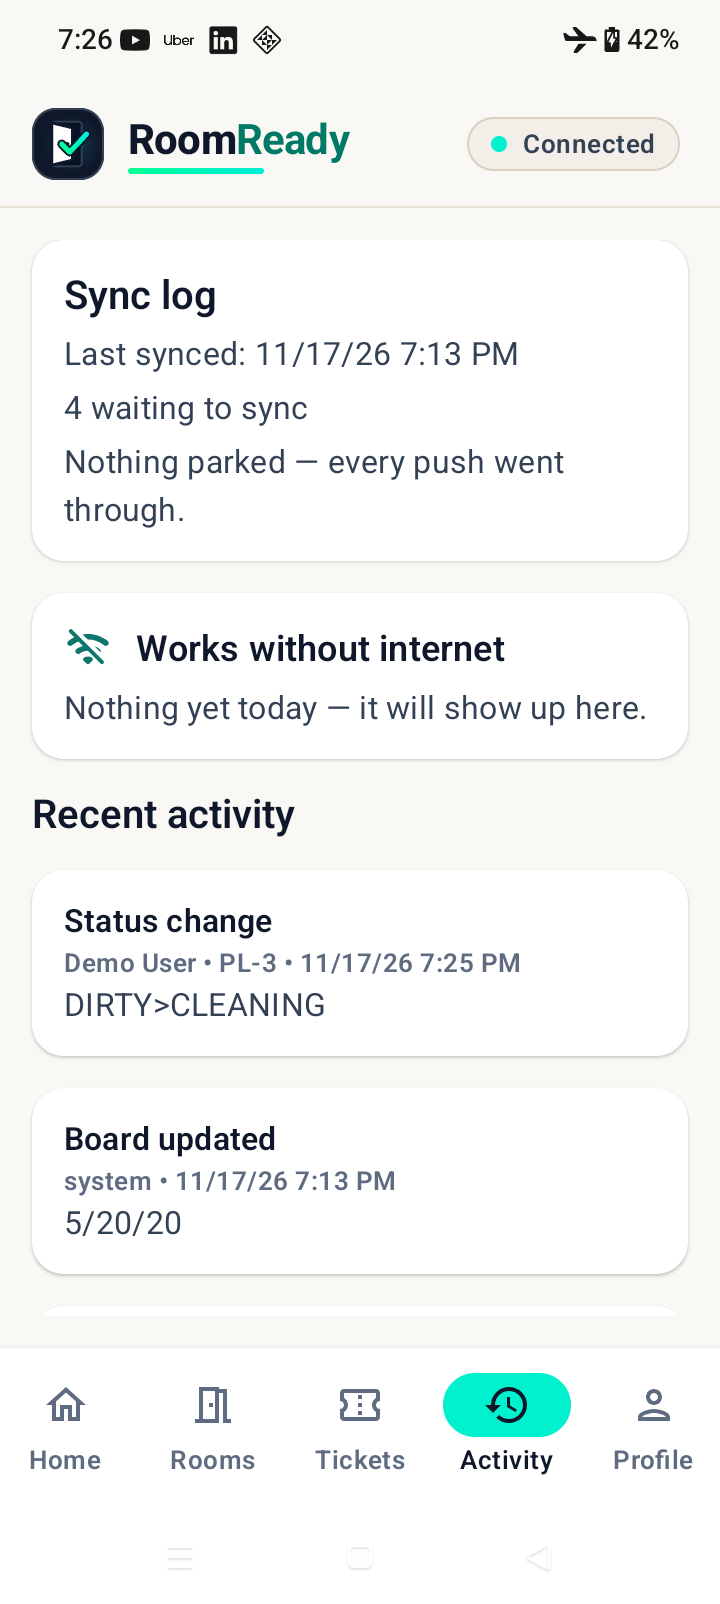 7:26 Uber in 42%
RoomReady
Connected
Sync log
Last synced: 11/17/26 7:13 PM
4 waiting to sync
Nothing parked — every push went
through.
Works without internet
Nothing yet today — it will show up here.
Recent activity
Status change
Demo User • PL-3 • 11/17/26 7:25 PM
DIRTY>CLEANING
Board updated
system • 11/17/26 7:13 PM
5/20/20
Home Rooms Tickets Activity Profile